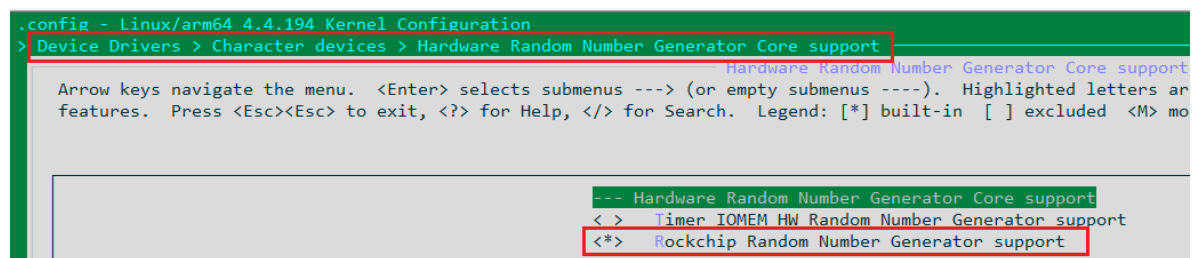 .config - Linux/arm64 4.4.194 Kernel Configuration
> Device Drivers > Character devices > Hardware Random Number Generator Core support
Hardware Random Number Generator Core support
Arrow keys navigate the menu. <Enter> selects submenus ---> (or empty submenus ----). Highlighted letters ar
features. Press <Esc><Esc> to exit, <?> for Help, </> for Search. Legend: [*] built-in [ ] excluded <M> mo
--- Hardware Random Number Generator Core support
< > Timer IOMEM HW Random Number Generator support
<*> Rockchip Random Number Generator support